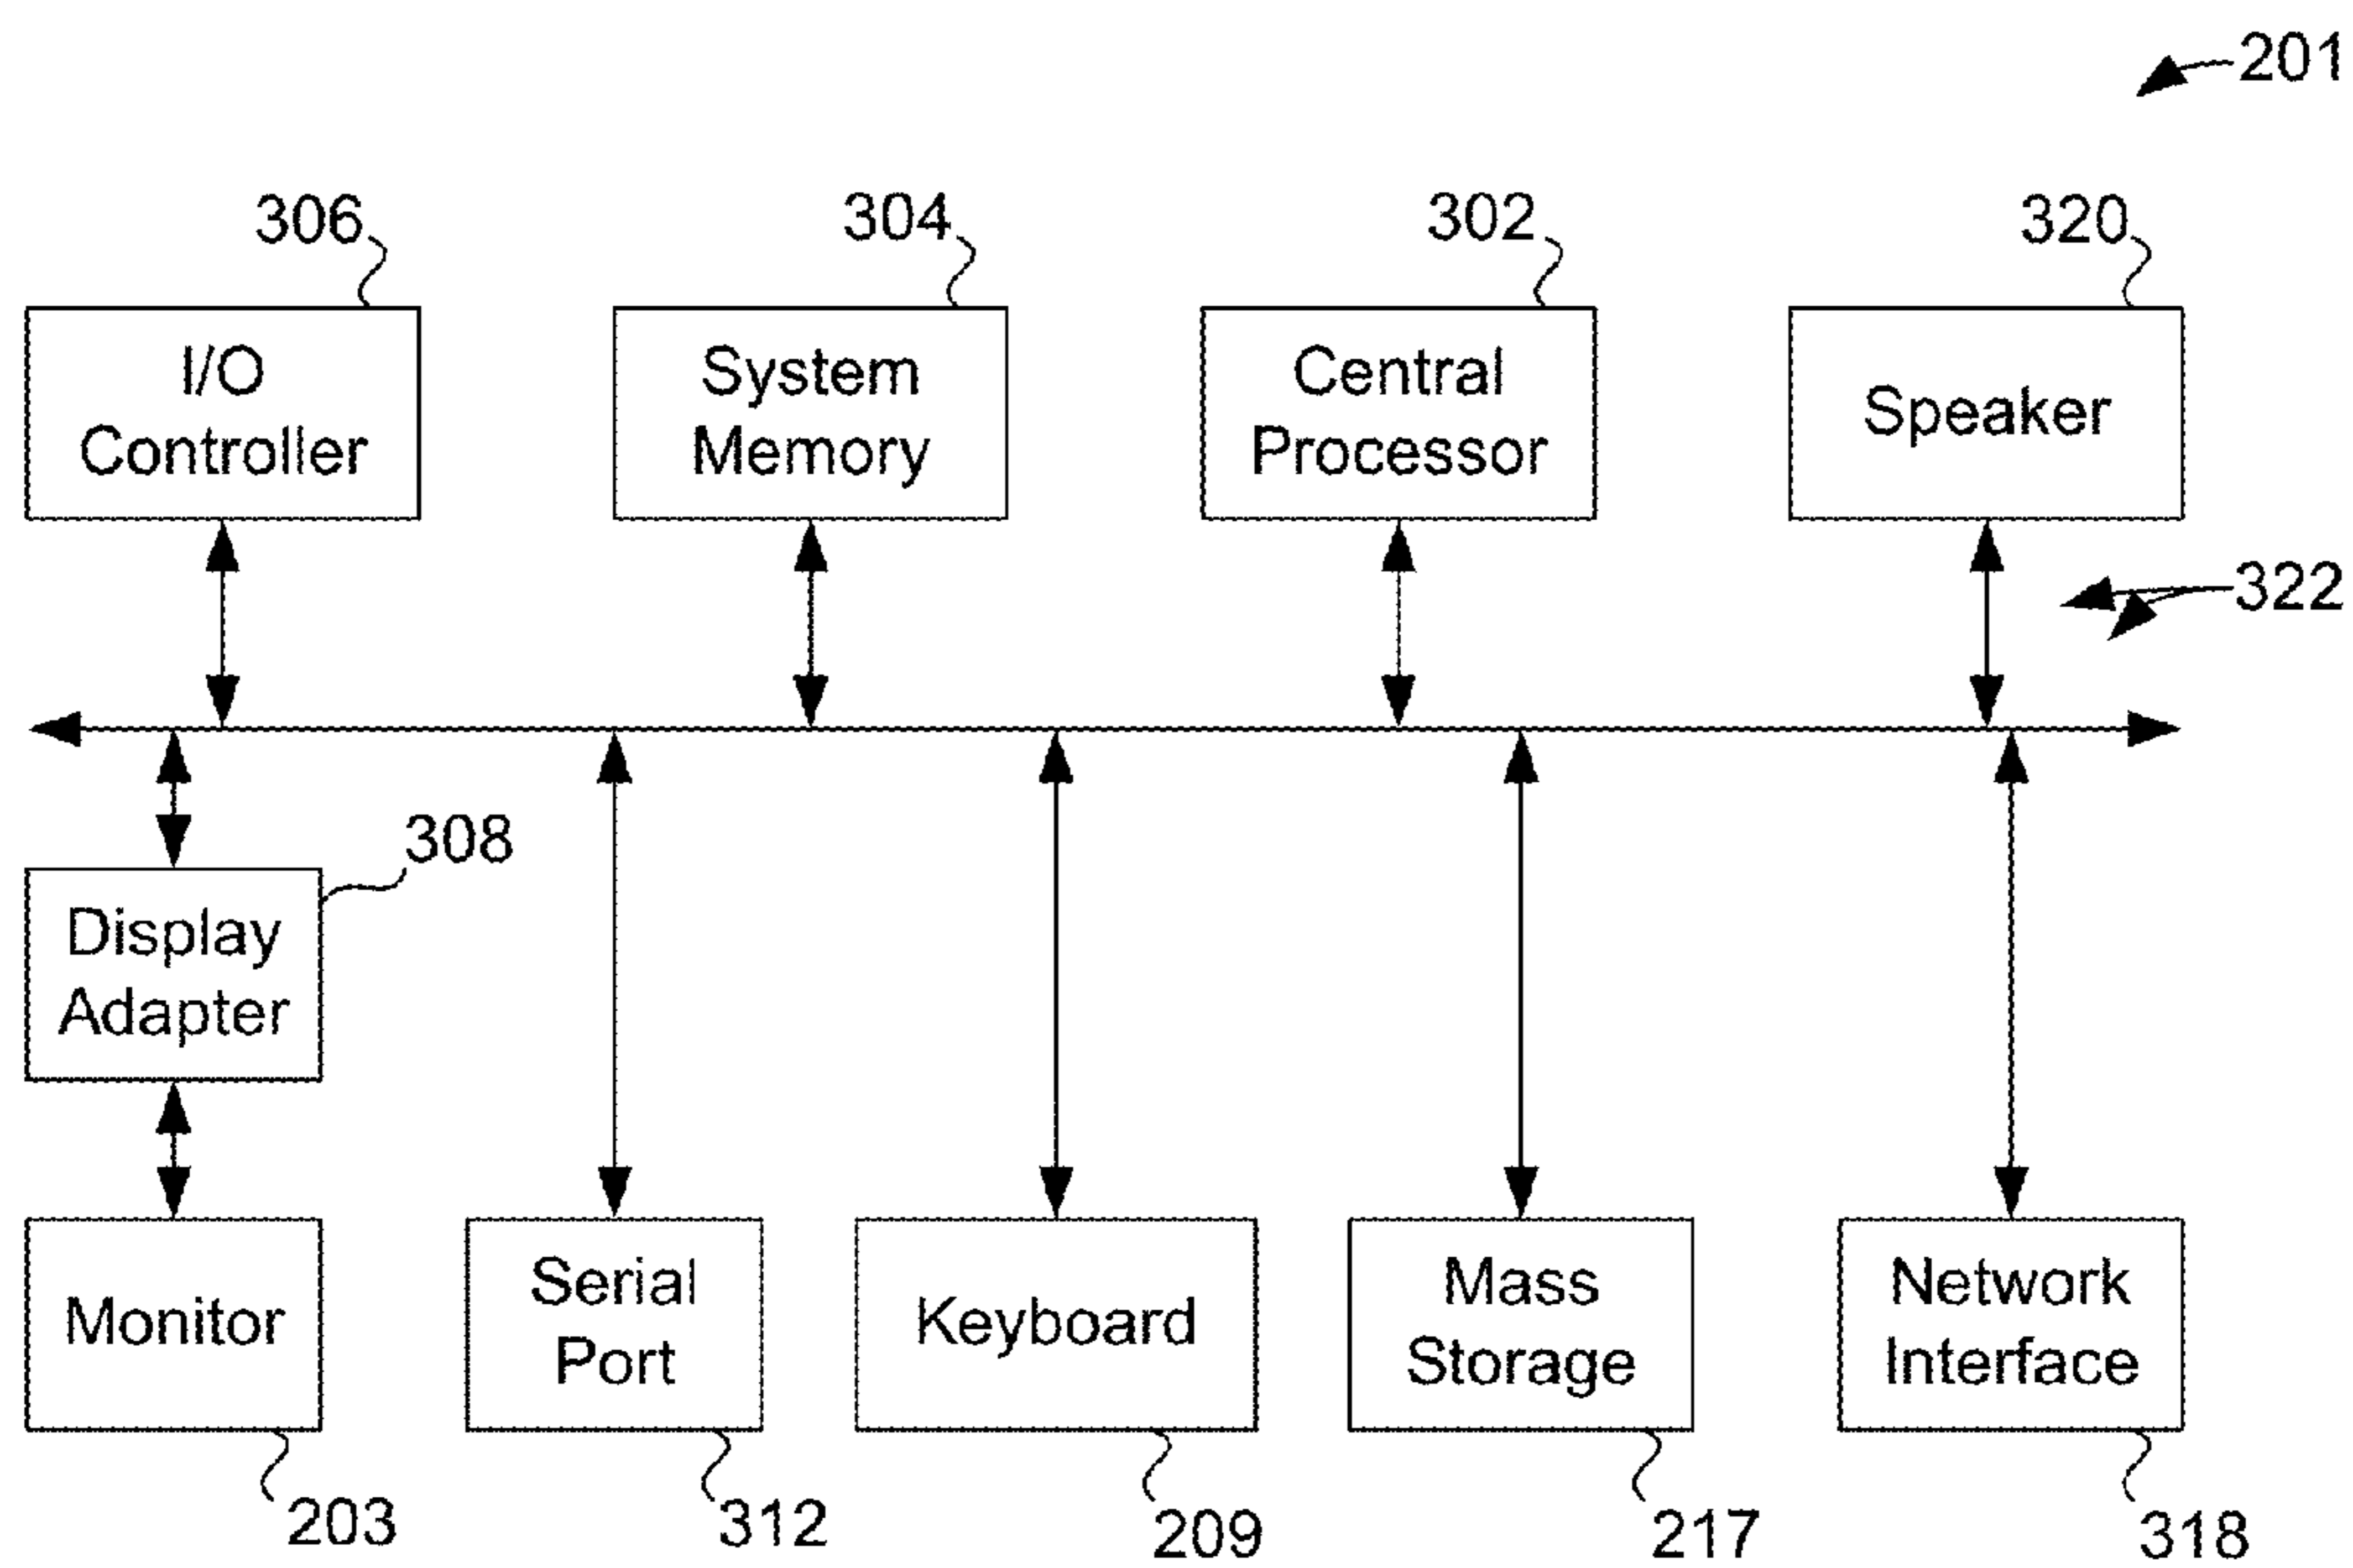 201
306
304
302
320
I/O
Controller
System
Memory
Central
Processor
Speaker
322
308
Display
Adapter
Monitor
Serial
Port
Keyboard
Mass
Storage
Network
Interface
203
312
209
217
318